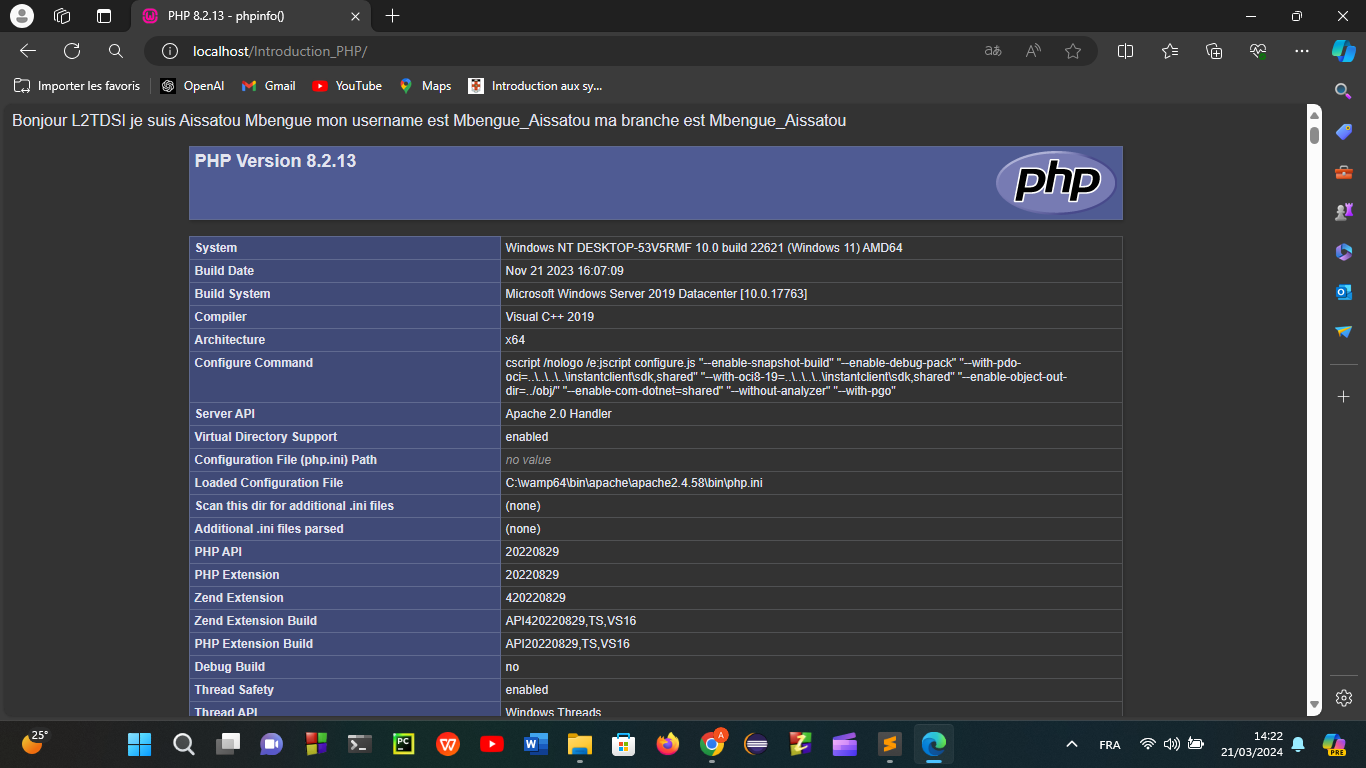 PHP 8.2.13 - phpinfo()
localhost/Introduction_PHP/
Importer les favoris
OpenAI
Gmail
YouTube
Maps
Introduction aux sy...
Bonjour L2TDSI je suis Aissatou Mbengue mon username est Mbengue_Aissatou ma branche est Mbengue_Aissatou
PHP Version 8.2.13
php
System Windows NT DESKTOP-53V5RMF 10.0 build 22621 (Windows 11) AMD64
Build Date Nov 21 2023 16:07:09
Build System Microsoft Windows Server 2019 Datacenter [10.0.17763]
Compiler Visual C++ 2019
Architecture x64
Configure Command cscript /nologo /e:jscript configure.js "--enable-snapshot-build" "--enable-debug-pack" "--with-pdo-
oci=..\..\..\..\instantclient\sdk,shared" "--with-oci8-19=..\..\..\..\instantclient\sdk,shared" "--enable-object-out-
dir=../obj/" "--enable-com-dotnet=shared" "--without-analyzer" "--with-pgo"
Server API Apache 2.0 Handler
Virtual Directory Support enabled
Configuration File (php.ini) Path no value
Loaded Configuration File C:\wamp64\bin\apache\apache2.4.58\bin\php.ini
Scan this dir for additional .ini files (none)
Additional .ini files parsed (none)
PHP API 20220829
PHP Extension 20220829
Zend Extension 420220829
Zend Extension Build API420220829,TS,VS16
PHP Extension Build API20220829,TS,VS16
Debug Build no
Thread Safety enabled
Thread API Windows Threads
25°
FRA
14:22
21/03/2024